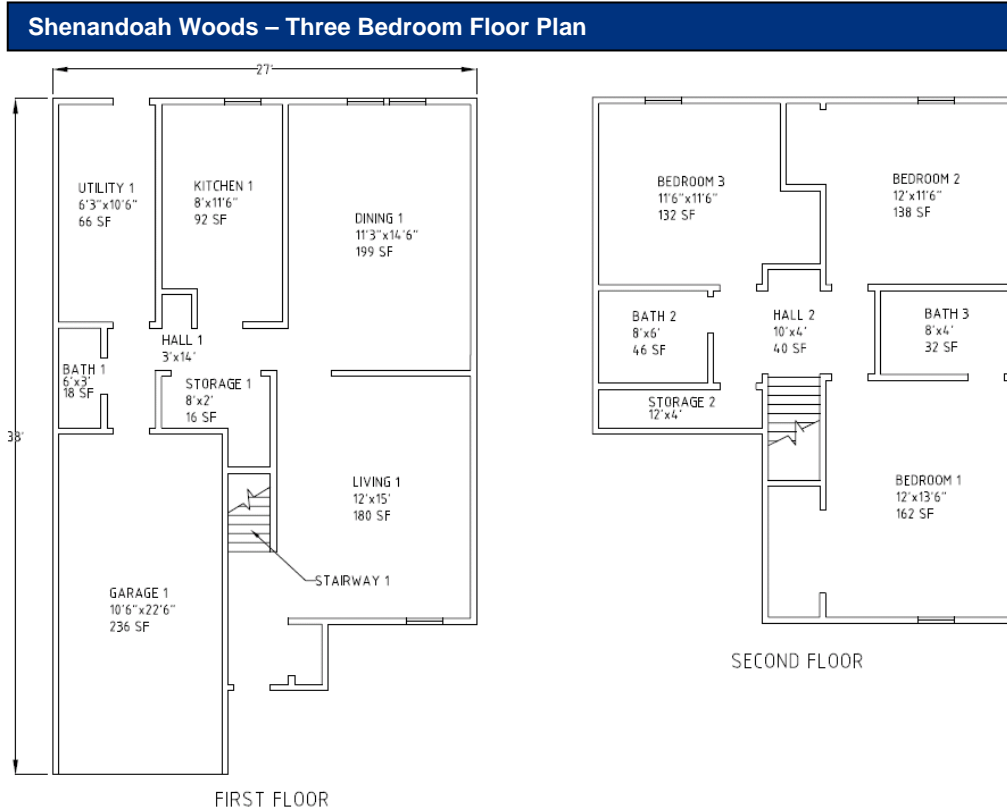 Shenandoah Woods – Three Bedroom Floor Plan
27'
38'
UTILITY 1
6'3"x10'6"
66 SF
KITCHEN 1
8'x11'6"
92 SF
DINING 1
11'3"x14'6"
199 SF
HALL 1
3'x14'
BATH 1
6'x3'
18 SF
STORAGE 1
8'x2'
16 SF
LIVING 1
12'x15'
180 SF
STAIRWAY 1
GARAGE 1
10'6"x22'6"
236 SF
FIRST FLOOR
BEDROOM 3
11'6"x11'6"
132 SF
BEDROOM 2
12'x11'6"
138 SF
BATH 2
8'x6'
46 SF
HALL 2
10'x4'
40 SF
BATH 3
8'x4'
32 SF
STORAGE 2
12'x4'
BEDROOM 1
12'x13'6"
162 SF
SECOND FLOOR